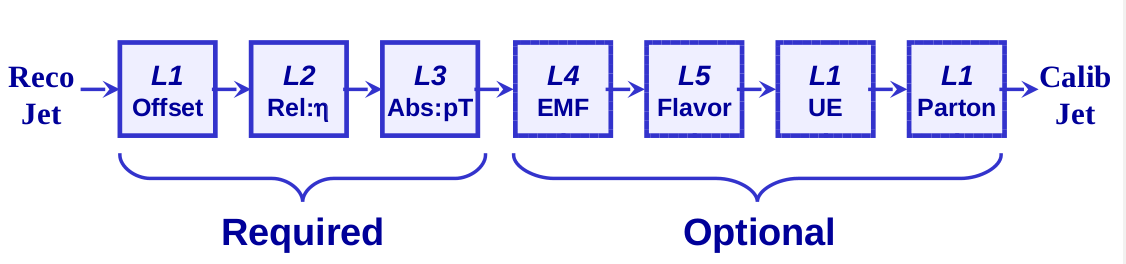 Reco
Jet
L1
Offset
L2
Rel:η
L3
Abs:pT
L4
EMF
L5
Flavor
L1
UE
L1
Parton
Calib
Jet
Required
Optional